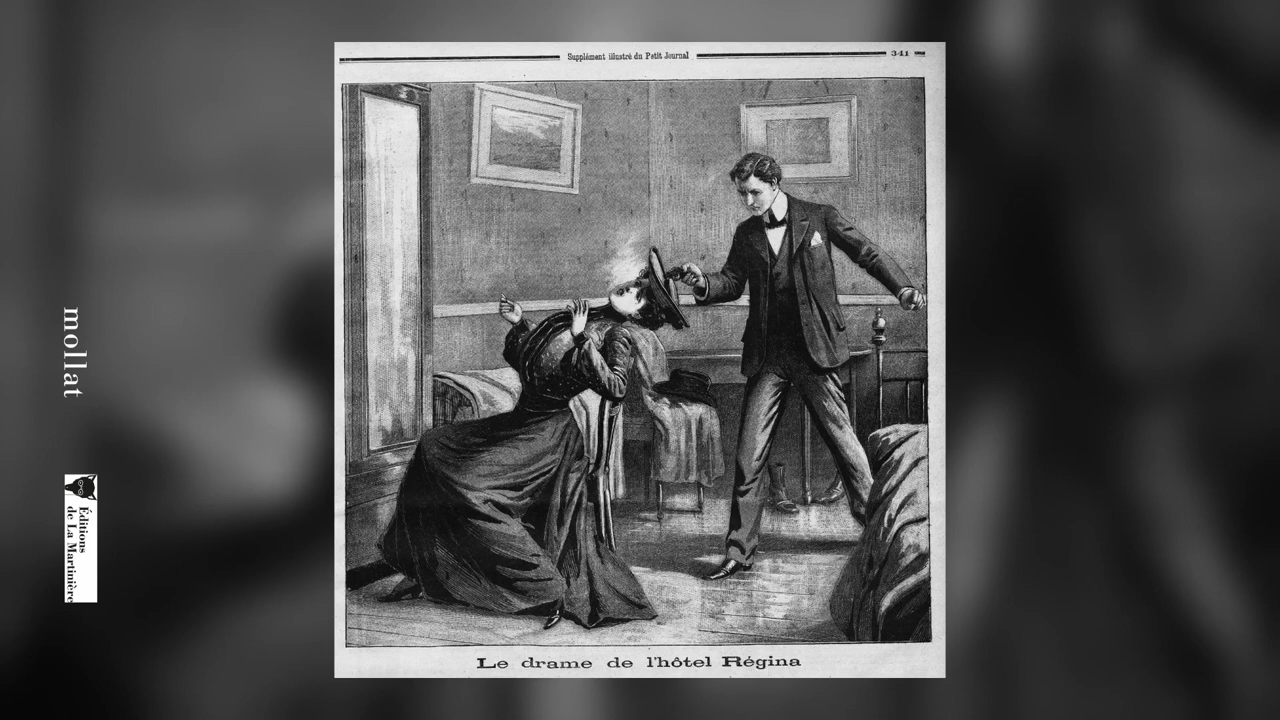 Supplément illustré du Petit Journal
341
Le drame de l'hôtel Régina
mollat
Éditions
de La Martinière